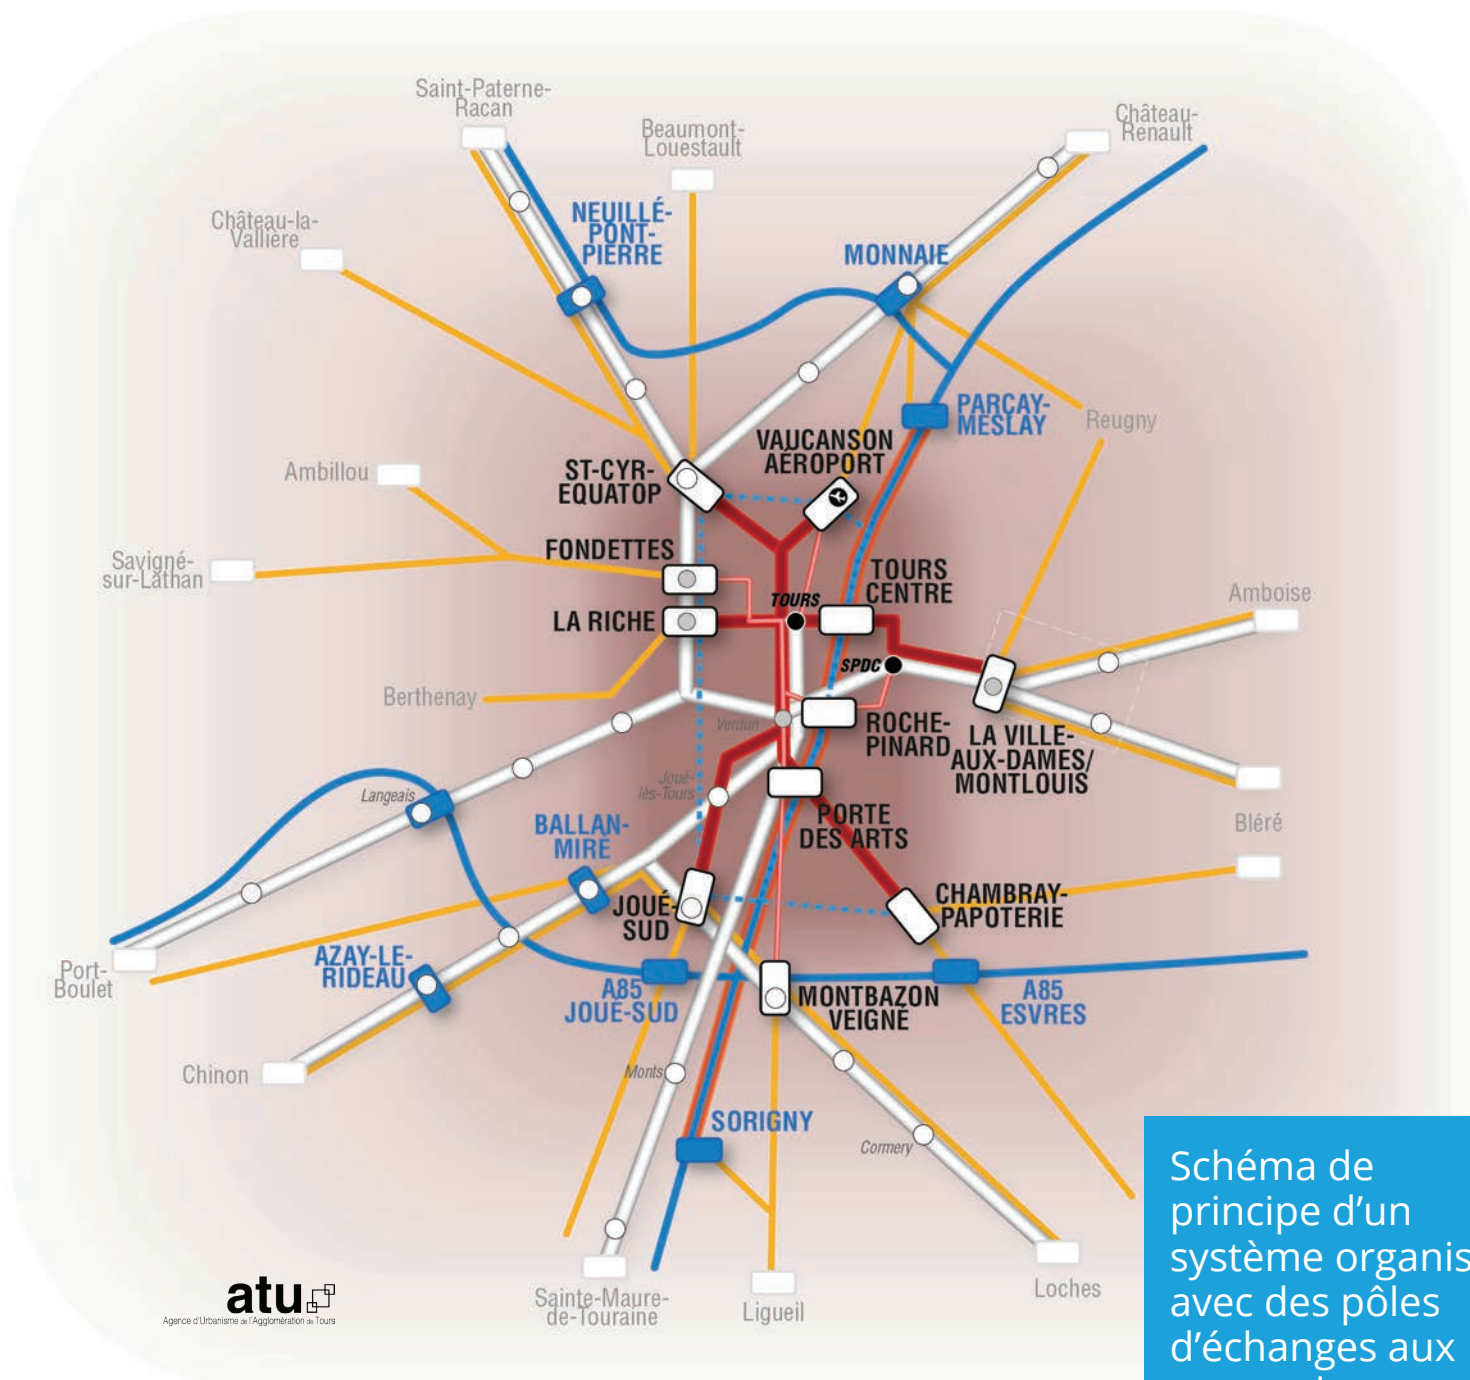 Saint-Paterne-
Racan
Beaumont-
Louestault
Château-
Renault
Château-la-
Vallière
NEUILLÉ-
PONT-
PIERRE
MONNAIE
PARÇAY-
MESLAY
Reugny
VAUCANSON
AÉROPORT
ST-CYR-
EQUATOP
Ambillou
FONDETTES
Savigné-
sur-Lathan
TOURS
CENTRE
TOURS
LA RICHE
Amboise
SPDC
Berthenay
Verdun
ROCHE-
PINARD
LA VILLE-
AUX-DAMES/
MONTLOUIS
Joué-
lès-Tours
Langeais
BALLAN-
MIRÉ
PORTE
DES ARTS
Bléré
JOUÉ-
SUD
CHAMBRAY-
PAPOTERIE
AZAY-LE-
RIDEAU
Port-
Boulet
A85
JOUÉ-SUD
MONTBAZON
VEIGNÉ
A85
ESVRES
Chinon
Monts
SORIGNY
Cormery
Loches
Sainte-Maure-
de-Touraine
Ligueil
atu
Agence d'Urbanisme de l'Agglomération de Tours
Schéma de
principe d'un
système organis
avec des pôles
d'échanges aux